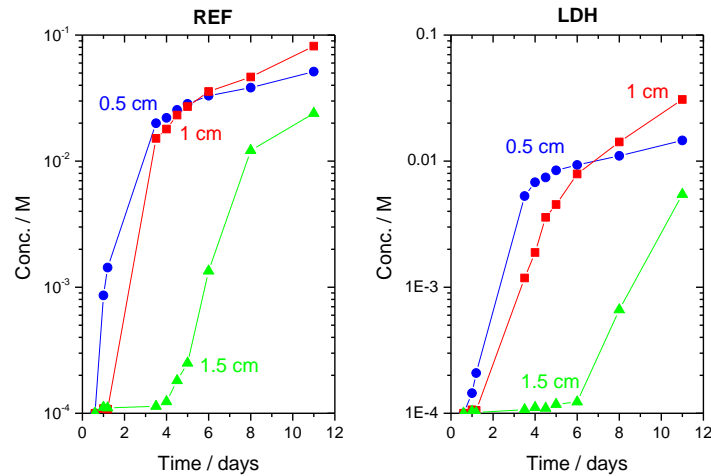 REF
LDH
10⁻¹
10⁻²
10⁻³
10⁻⁴
Conc. / M
0.5 cm
1 cm
1.5 cm
0 2 4 6 8 10 12
Time / days
0.1
0.01
1E-3
1E-4
Conc. / M
1 cm
0.5 cm
1.5 cm
0 2 4 6 8 10 12
Time / days